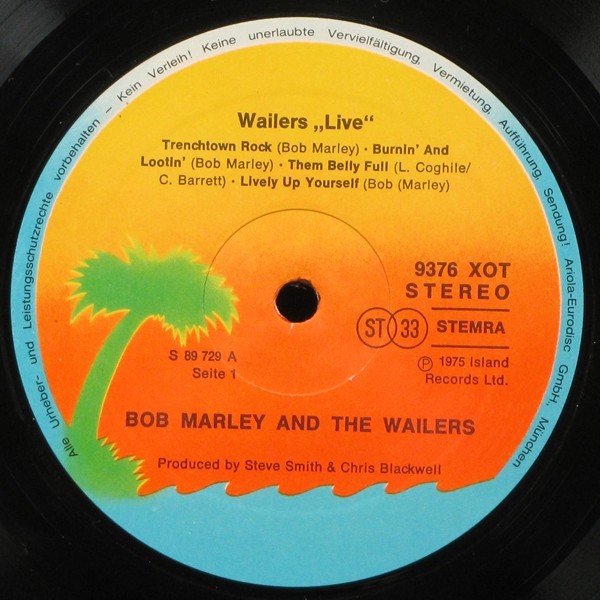 Alle Urheber- und Leistungsschutzrechte vorbehalten – Kein Verleih! Keine unerlaubte Vervielfältigung, Vermietung, Aufführung, Sendung! Ariola-Eurodisc GmbH, München
Wailers „Live“
Trenchtown Rock (Bob Marley) · Burnin' And
Lootin' (Bob Marley) · Them Belly Full (L. Coghile/
C. Barrett) · Lively Up Yourself (Bob (Marley)
9376 XOT
STEREO
ST 33 STEMRA
S 89 729 A
Seite 1
Ⓟ 1975 Island
Records Ltd.
BOB MARLEY AND THE WAILERS
Produced by Steve Smith & Chris Blackwell